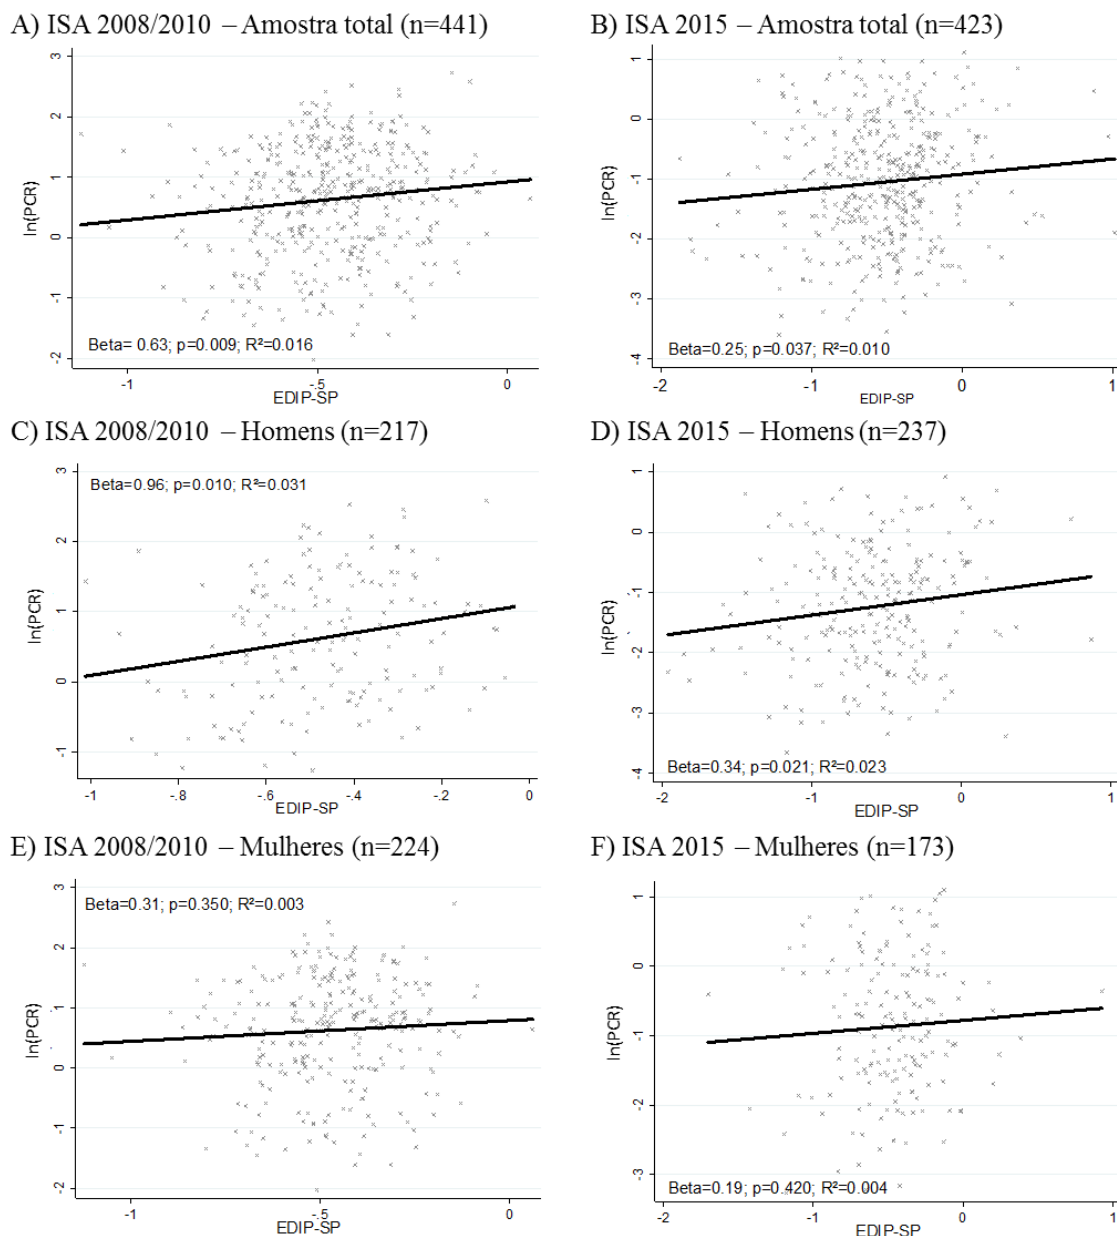 A) ISA 2008/2010 – Amostra total (n=441)
3
2
1
0
-1
-2
ln(PCR)
Beta= 0.63; p=0.009; R²=0.016
-1
-.5
0
EDIP-SP
B) ISA 2015 – Amostra total (n=423)
1
0
-1
-2
-3
-4
ln(PCR)
Beta=0.25; p=0.037; R²=0.010
-2
-1
0
1
EDIP-SP
C) ISA 2008/2010 – Homens (n=217)
3
2
1
0
-1
ln(PCR)
Beta=0.96; p=0.010; R²=0.031
-1
-.8
-.6
-.4
-.2
0
EDIP-SP
D) ISA 2015 – Homens (n=237)
1
0
-1
-2
-3
-4
ln(PCR)
Beta=0.34; p=0.021; R²=0.023
-2
-1
0
1
EDIP-SP
E) ISA 2008/2010 – Mulheres (n=224)
3
2
1
0
-1
-2
ln(PCR)
Beta=0.31; p=0.350; R²=0.003
-1
-.5
0
EDIP-SP
F) ISA 2015 – Mulheres (n=173)
1
0
-1
-2
-3
ln(PCR)
Beta=0.19; p=0.420; R²=0.004
-2
-1
0
1
EDIP-SP